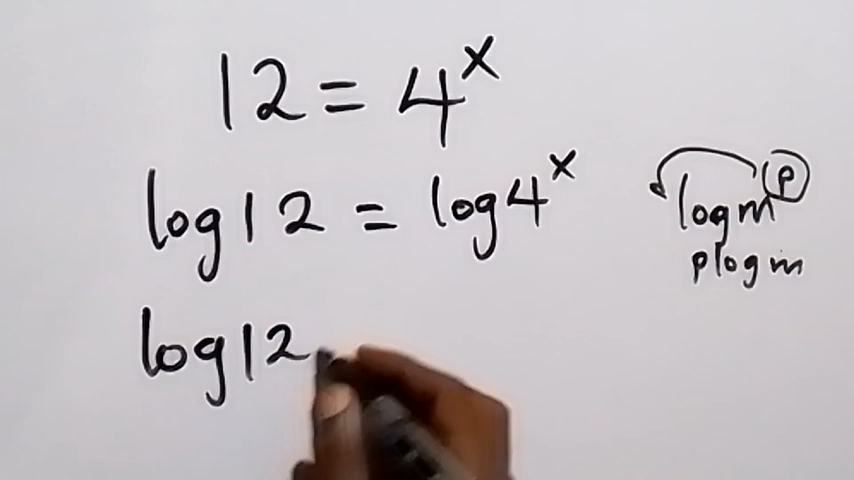 12 = 4^x
log 12 = log 4^x
log m^p
p log m
log 12